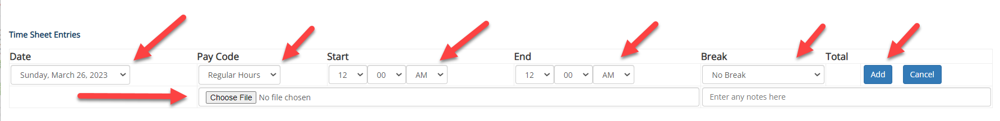 Time Sheet Entries
Date Pay Code Start End Break Total
Sunday, March 26, 2023 Regular Hours 12 00 AM 12 00 AM No Break Add Cancel
Choose File No file chosen Enter any notes here